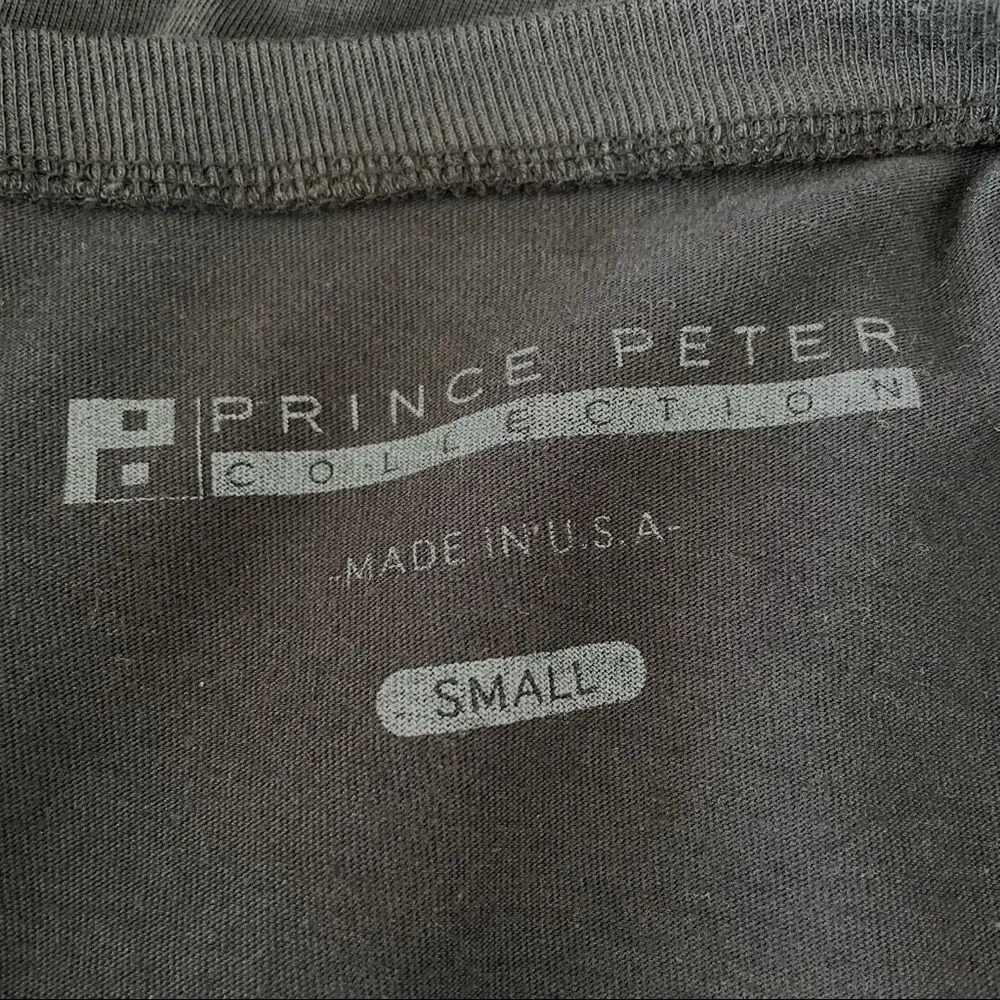 PRINCE PETER
COLLECTION
-MADE IN U.S.A-
SMALL